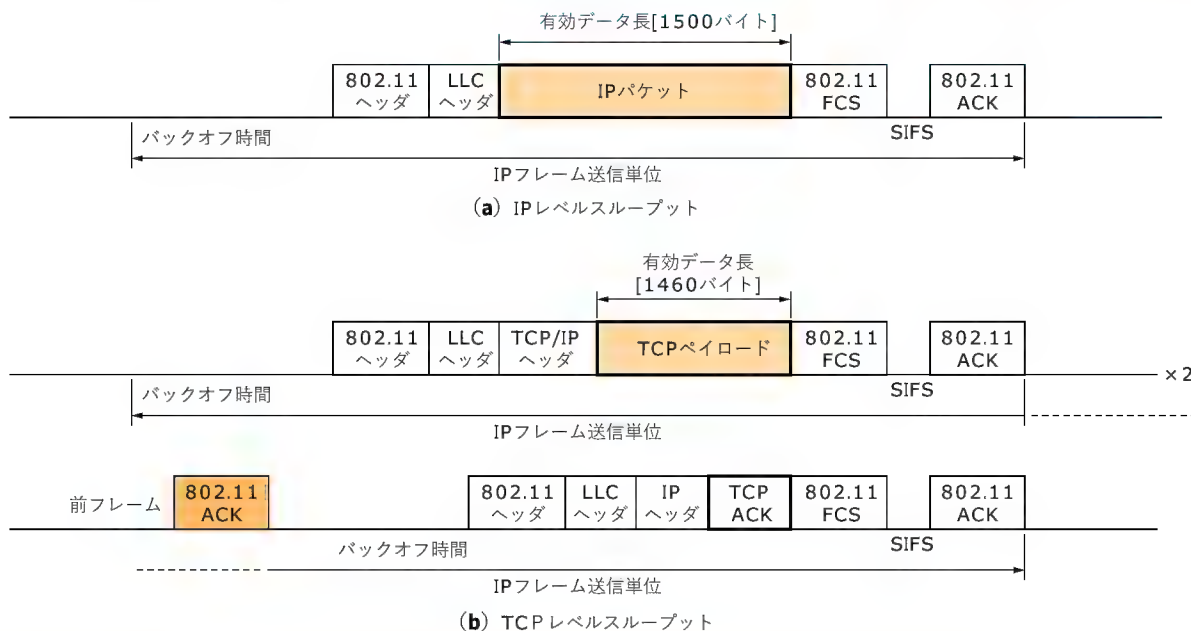 有効データ長[1500バイト]
802.11
ヘッダ
LLC
ヘッダ
IPパケット
802.11
FCS
802.11
ACK
バックオフ時間
SIFS
IPフレーム送信単位
(a) IPレベルスループット
有効データ長
[1460バイト]
802.11
ヘッダ
LLC
ヘッダ
TCP/IP
ヘッダ
TCPペイロード
802.11
FCS
802.11
ACK
×2
バックオフ時間
SIFS
IPフレーム送信単位
前フレーム
802.11
ACK
802.11
ヘッダ
LLC
ヘッダ
IP
ヘッダ
TCP
ACK
802.11
FCS
802.11
ACK
バックオフ時間
SIFS
IPフレーム送信単位
(b) TCPレベルスループット